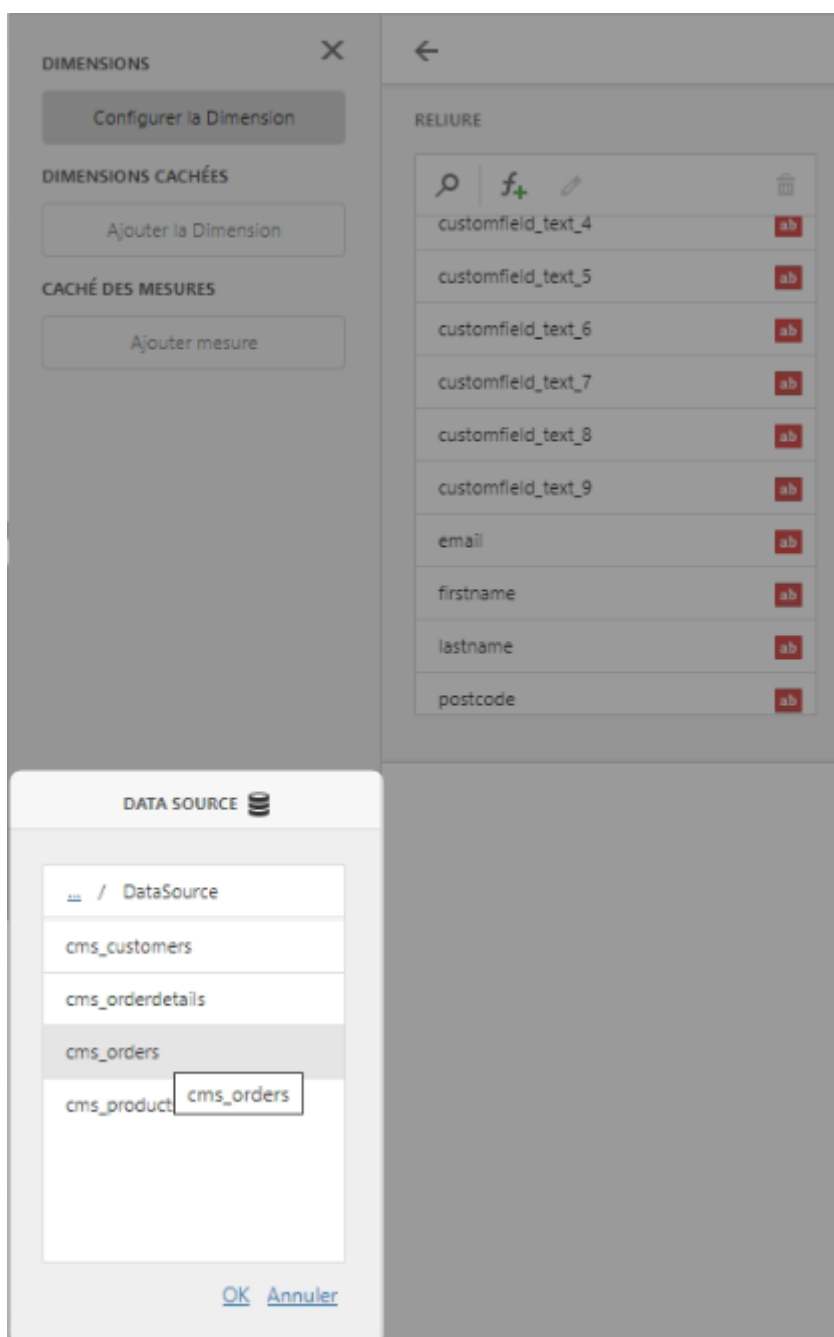 DIMENSIONS
Configurer la Dimension
DIMENSIONS CACHÉES
Ajouter la Dimension
CACHÉ DES MESURES
Ajouter mesure
RELIURE
customfield_text_4 ab
customfield_text_5 ab
customfield_text_6 ab
customfield_text_7 ab
customfield_text_8 ab
customfield_text_9 ab
email ab
firstname ab
lastname ab
postcode ab
DATA SOURCE
... / DataSource
cms_customers
cms_orderdetails
cms_orders
cms_product
cms_orders
OK Annuler